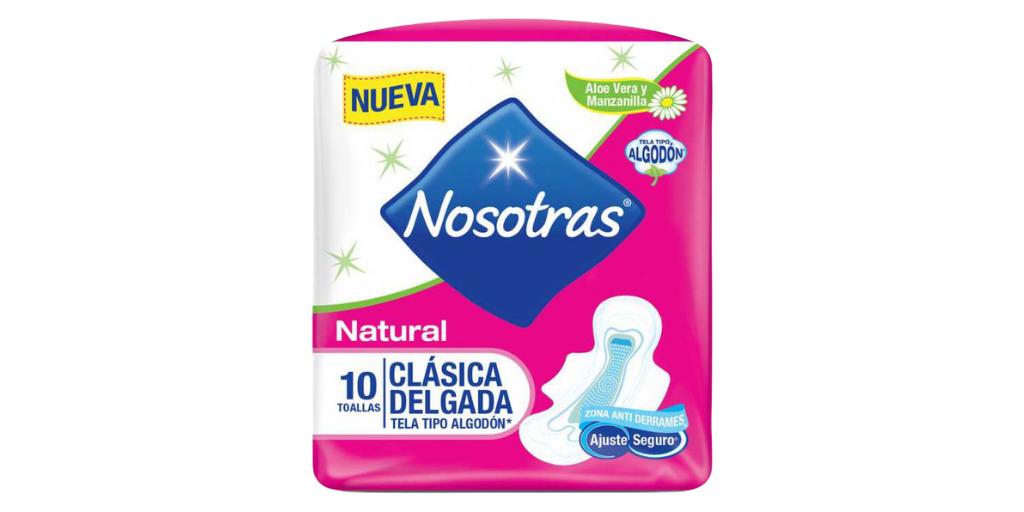 NUEVA
Aloe Vera y
Manzanilla
TELA TIPO
ALGODÓN
Nosotras®
Natural
10
TOALLAS
CLÁSICA
DELGADA
TELA TIPO ALGODÓN*
ZONA ANTI DERRAMES
Ajuste Seguro®